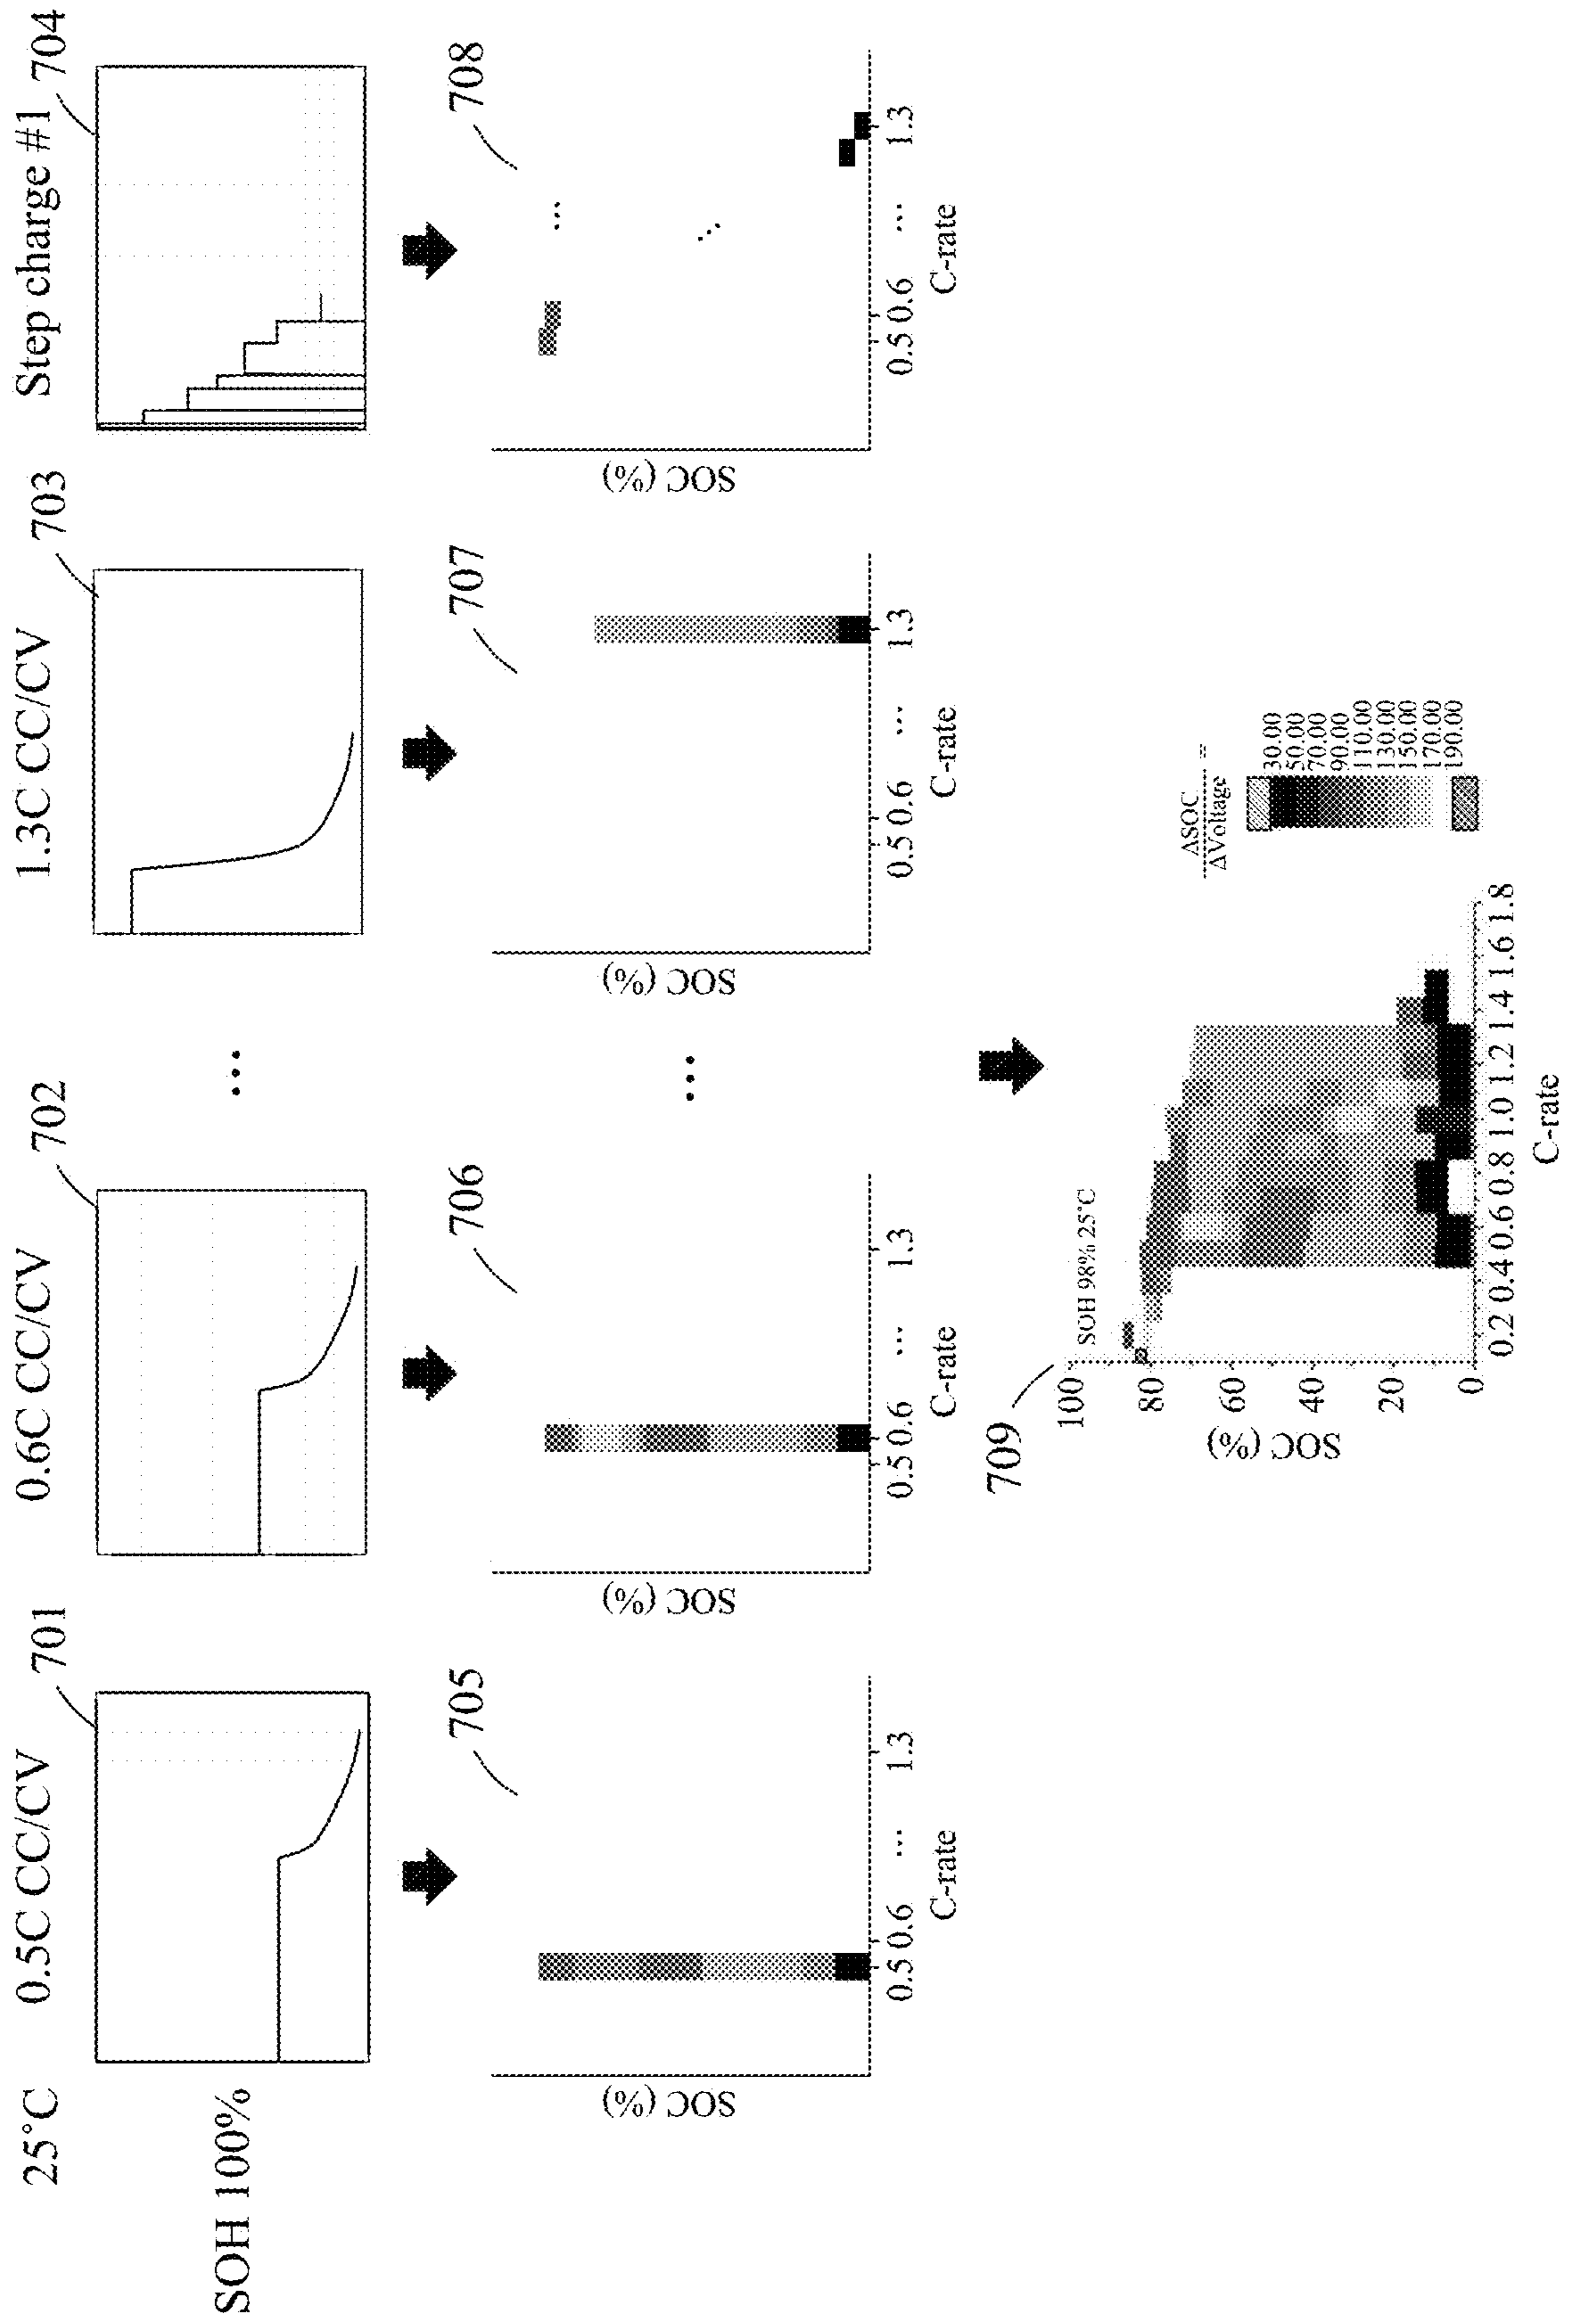 25°C
0.5C CC/CV
0.6C CC/CV
1.3C CC/CV
Step charge #1
701
702
...
703
704
SOH 100%
705
706
...
707
708
SOC (%)
0.5 0.6 ... 1.3
C-rate
SOC (%)
0.5 0.6 ... 1.3
C-rate
SOC (%)
0.5 0.6 ... 1.3
C-rate
SOC (%)
...
...
0.5 0.6 ... 1.3
C-rate
709
SOH 98% 25°C
SOC (%)
100
80
60
40
20
0
0.2 0.4 0.6 0.8 1.0 1.2 1.4 1.6 1.8
C-rate
ΔSOC
ΔVoltage
=
30.00
50.00
70.00
90.00
110.00
130.00
150.00
170.00
190.00